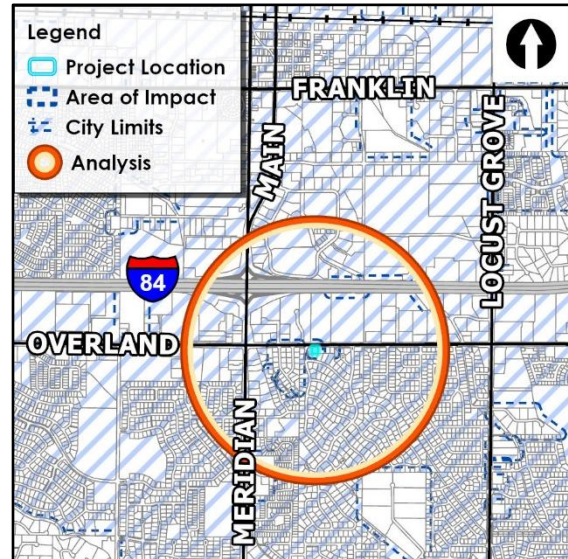 Legend
Project Location
Area of Impact
City Limits
Analysis
FRANKLIN
MAIN
LOCUST GROVE
84
OVERLAND
MERIDIAN